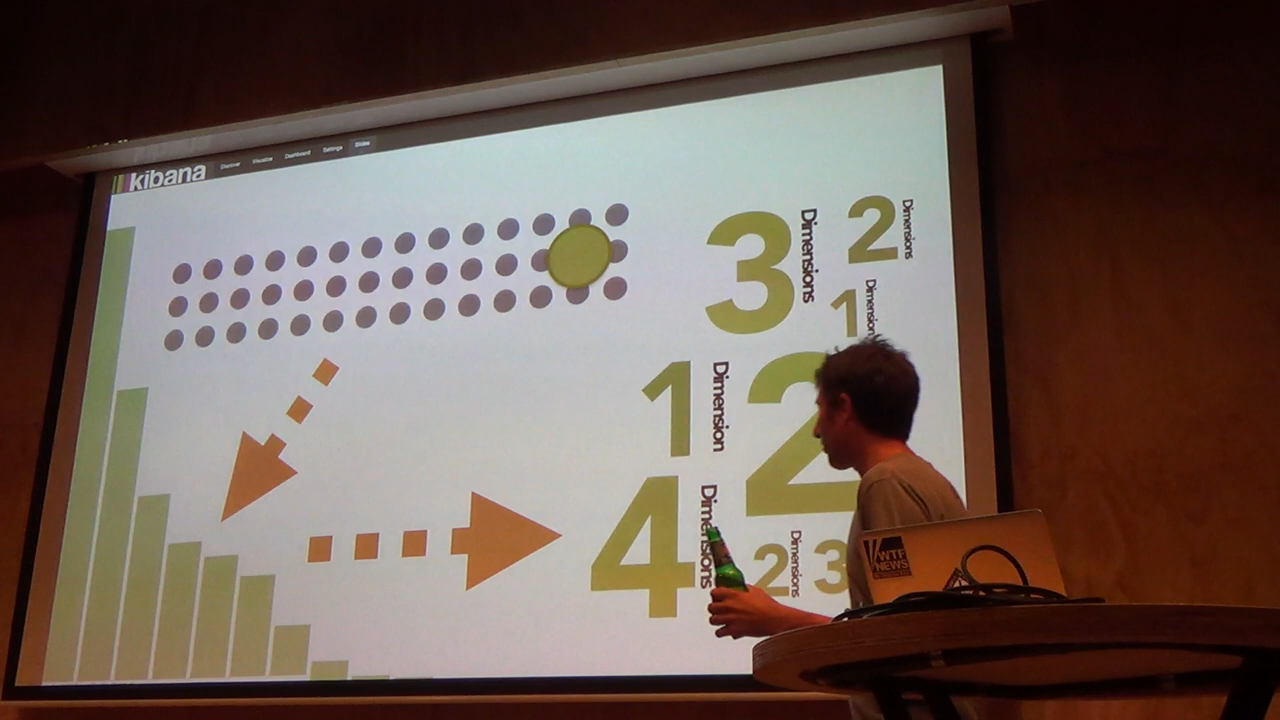 kibana Discover Visualize Dashboard Settings Slides
3 Dimensions
2 Dimensions
1 Dimension
1 Dimension
2
4 Dimensions
2 Dimensions
3
WTF
NEWS